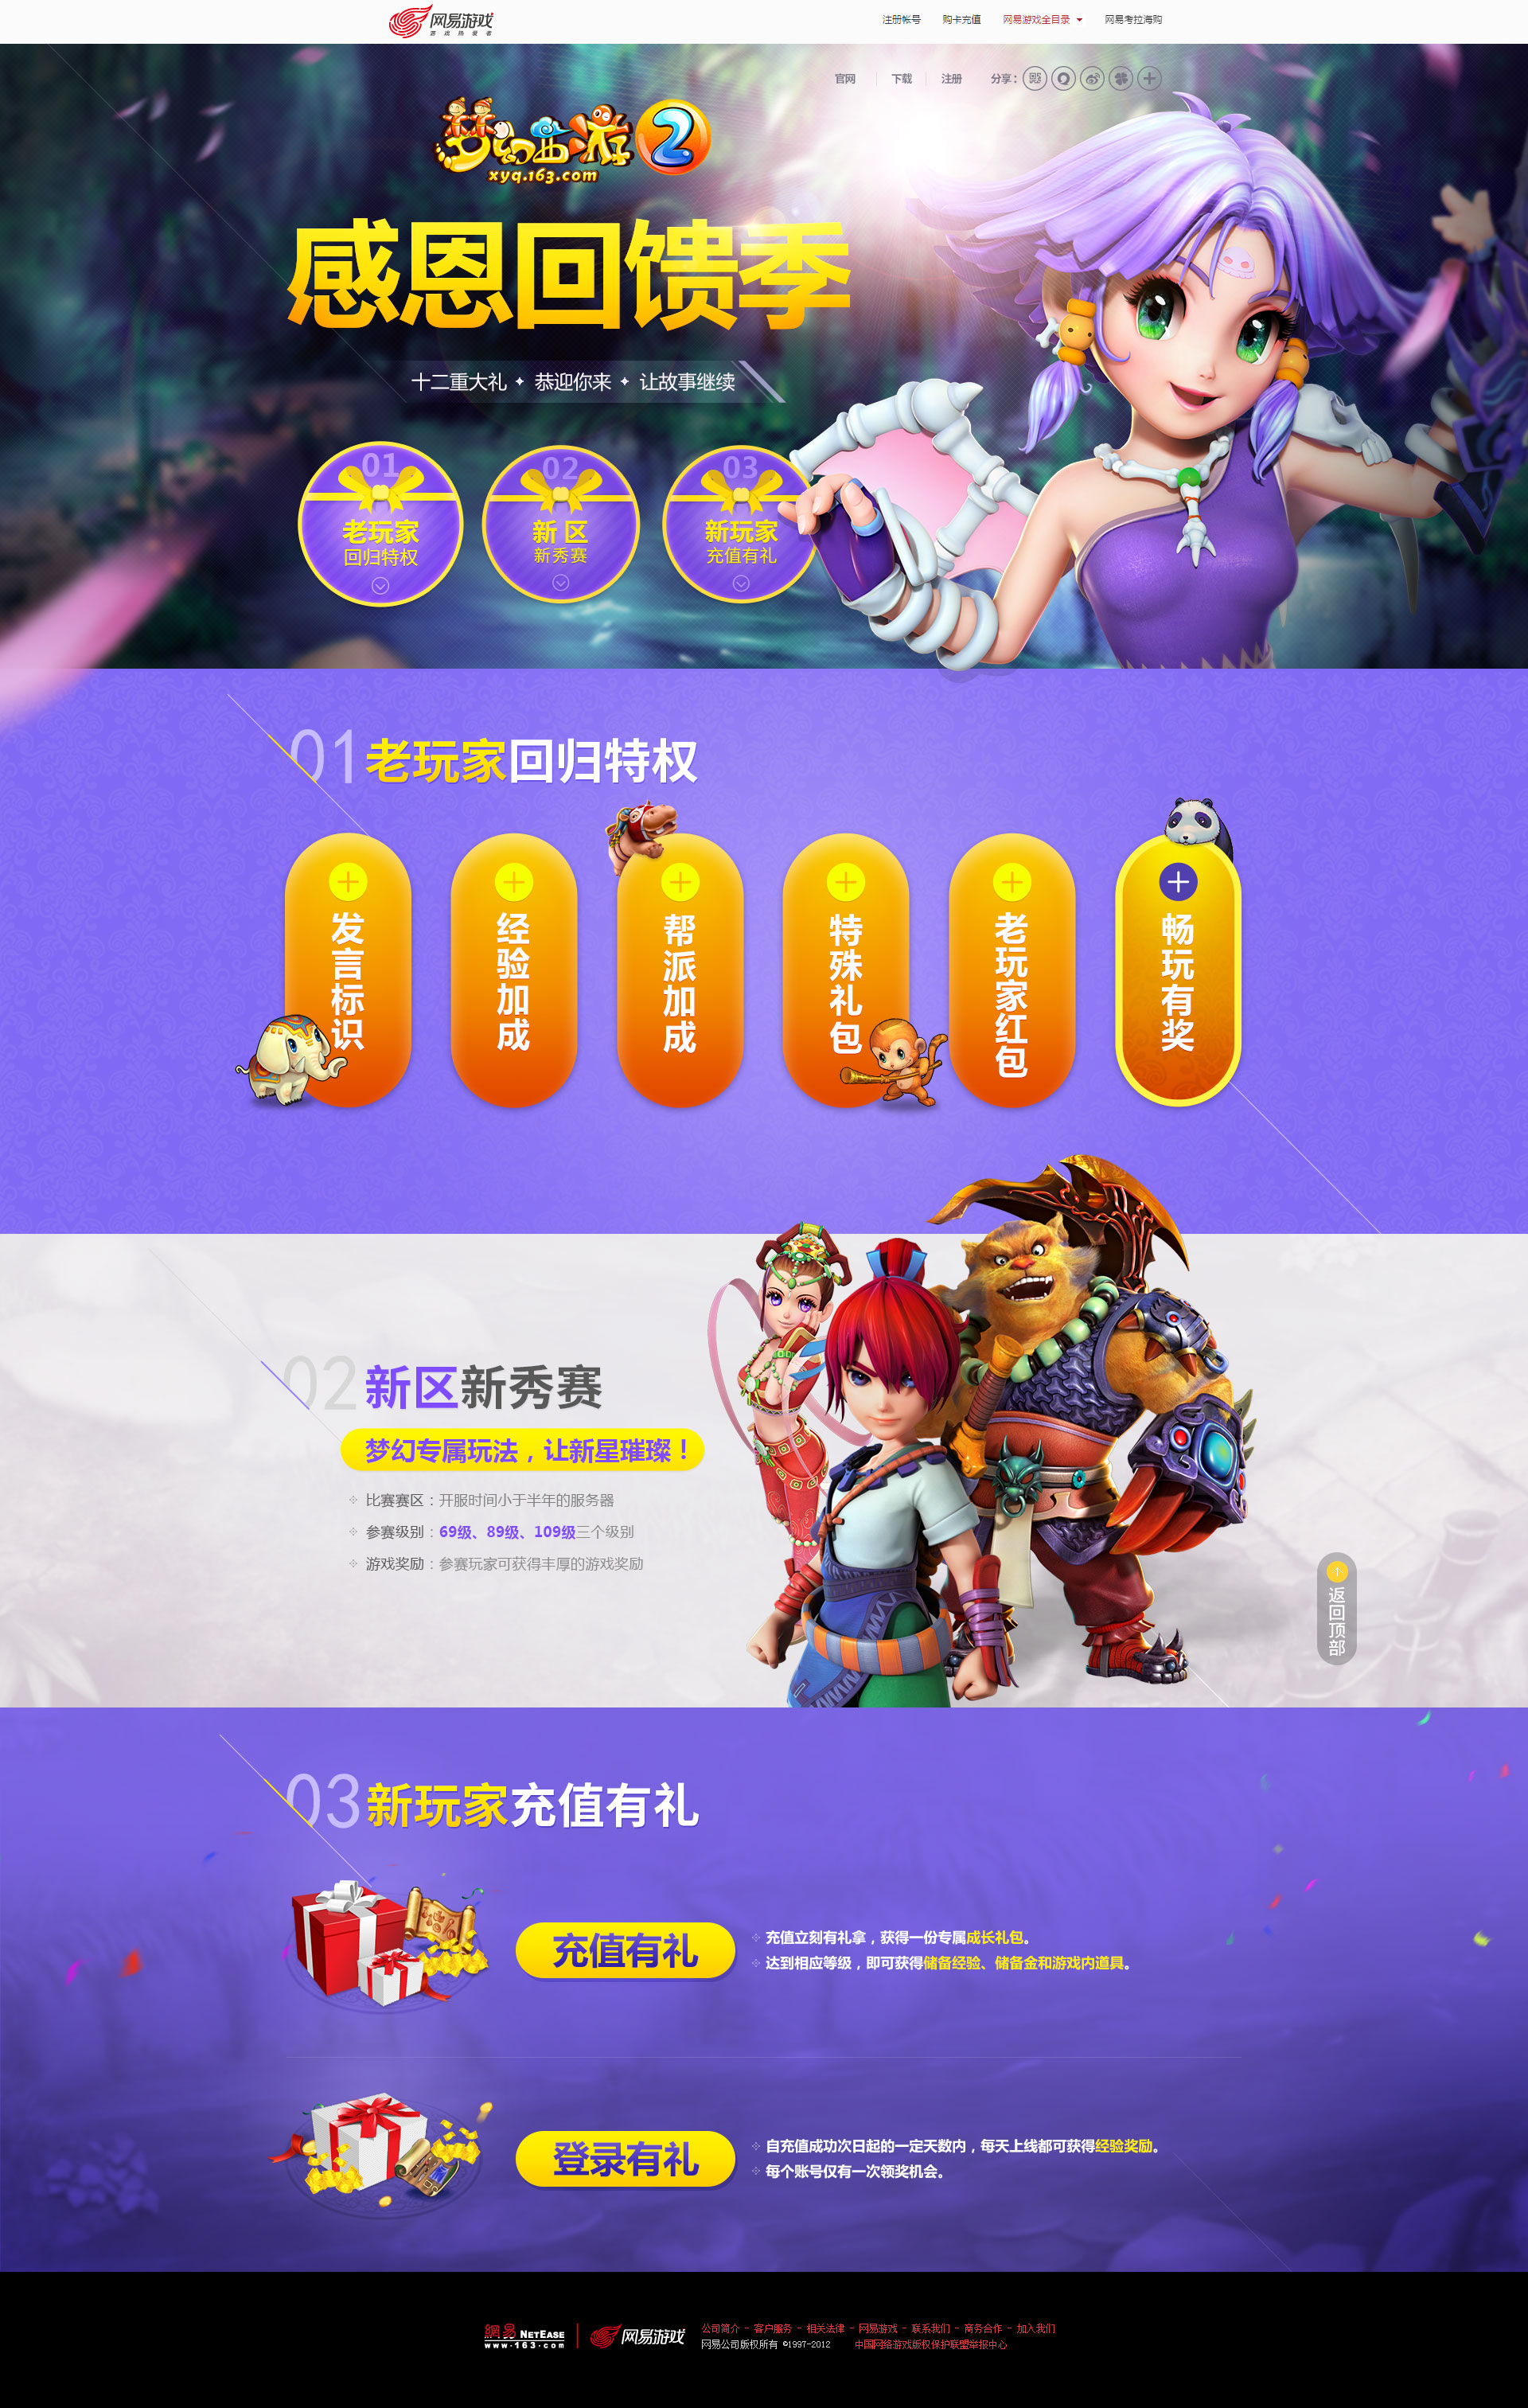 网易游戏
游戏热爱者
注册帐号 购卡充值 网易游戏全目录 网易考拉海购
官网 下载 注册 分享：
梦幻西游2
xyq.163.com
感恩回馈季
十二重大礼 恭迎你来 让故事继续
01
老玩家
回归特权
02
新区
新秀赛
03
新玩家
充值有礼
01老玩家回归特权
发言标识
经验加成
帮派加成
特殊礼包
老玩家红包
畅玩有奖
02新区新秀赛
梦幻专属玩法，让新星璀璨！
比赛赛区：开服时间小于半年的服务器
参赛级别：69级、89级、109级三个级别
游戏奖励：参赛玩家可获得丰厚的游戏奖励
返回顶部
03新玩家充值有礼
充值有礼
充值立刻有礼拿，获得一份专属成长礼包。
达到相应等级，即可获得储备经验、储备金和游戏内道具。
登录有礼
自充值成功次日起的一定天数内，每天上线都可获得经验奖励。
每个账号仅有一次领奖机会。
網易 NETEASE
www.163.com
网易游戏
公司简介 - 客户服务 - 相关法律 - 网易游戏 - 联系我们 - 商务合作 - 加入我们
网易公司版权所有 ©1997-2012 中国网络游戏版权保护联盟举报中心